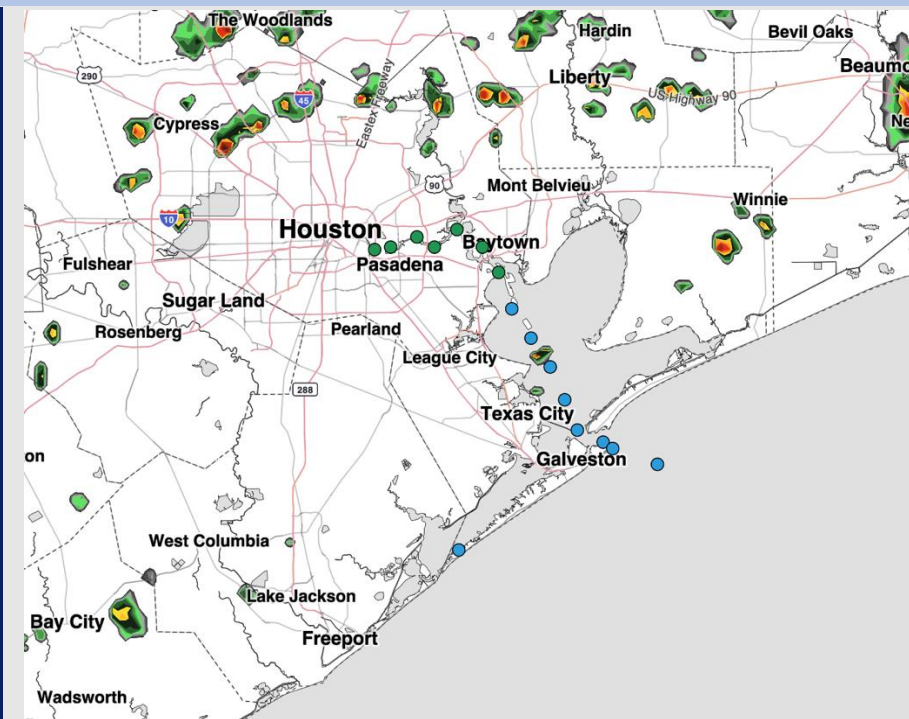 The Woodlands
Hardin
Bevil Oaks
290
Eastex Freeway
Liberty
Beaumo
45
US Highway 90
Cypress
Ne
90
Mont Belvieu
Winnie
10
Houston
Baytown
Fulshear
Pasadena
Sugar Land
Rosenberg
Pearland
League City
288
Texas City
on
Galveston
West Columbia
Lake Jackson
Bay City
Freeport
Wadsworth